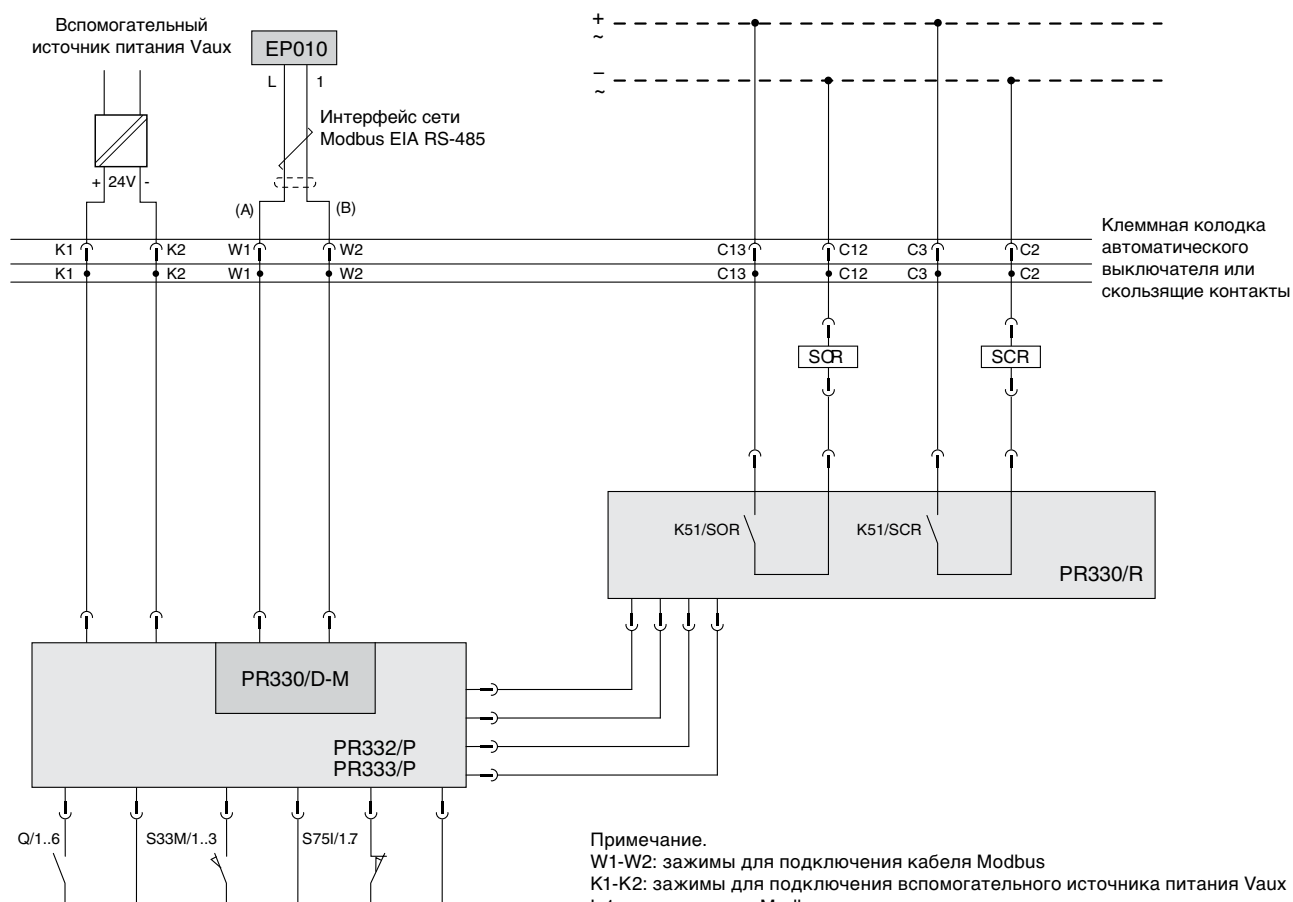 Вспомогательный
источник питания Vaux
EP010
L 1
Интерфейс сети
Modbus EIA RS-485
+ 24V -
(A) (B)
+
~
–
~
K1 K2 W1 W2 C13 C12 C3 C2
K1 K2 W1 W2 C13 C12 C3 C2
Клеммная колодка
автоматического
выключателя или
скользящие контакты
SOR SCR
K51/SOR K51/SCR
PR330/R
PR330/D-M
PR332/P
PR333/P
Q/1..6 S33M/1..3 S75I/1..7
Примечание.
W1-W2: зажимы для подключения кабеля Modbus
K1-K2: зажимы для подключения вспомогательного источника питания Vaux